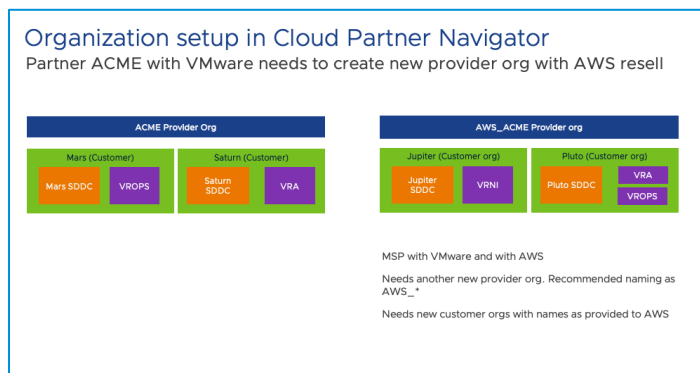 Organization setup in Cloud Partner Navigator
Partner ACME with VMware needs to create new provider org with AWS resell
ACME Provider Org
Mars (Customer)
Mars SDDC
VROPS
Saturn (Customer)
Saturn
SDDC
VRA
AWS_ACME Provider org
Jupiter (Customer org)
Jupiter
SDDC
VRNI
Pluto (Customer org)
Pluto SDDC
VRA
VROPS
MSP with VMware and with AWS
Needs another new provider org. Recommended naming as
AWS_*
Needs new customer orgs with names as provided to AWS